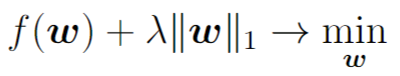 f(w) + λ‖w‖₁ → min
w